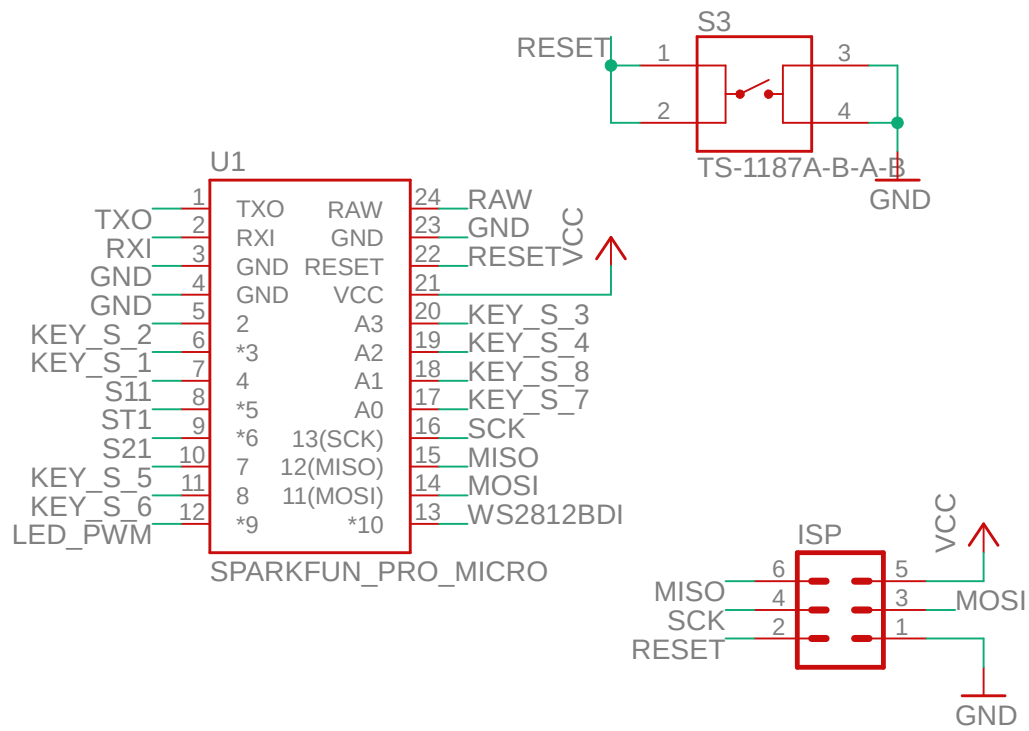 S3
RESET
1
3
2
4
TS-1187A-B-A-B
GND
U1
1 TXO RAW 24 RAW
TXO
2 RXI GND 23 GND
RXI
3 GND RESET 22 RESET
GND
4 GND VCC 21
VCC
GND
5 2 A3 20 KEY_S_3
KEY_S_2
6 *3 A2 19 KEY_S_4
KEY_S_1
7 4 A1 18 KEY_S_8
S11
8 *5 A0 17 KEY_S_7
ST1
9 *6 13(SCK) 16 SCK
S21
10 7 12(MISO) 15 MISO
KEY_S_5
11 8 11(MOSI) 14 MOSI
KEY_S_6
12 *9 *10 13 WS2812BDI
LED_PWM
SPARKFUN_PRO_MICRO
ISP
VCC
6 5
MISO
4 3 MOSI
SCK
2 1
RESET
GND